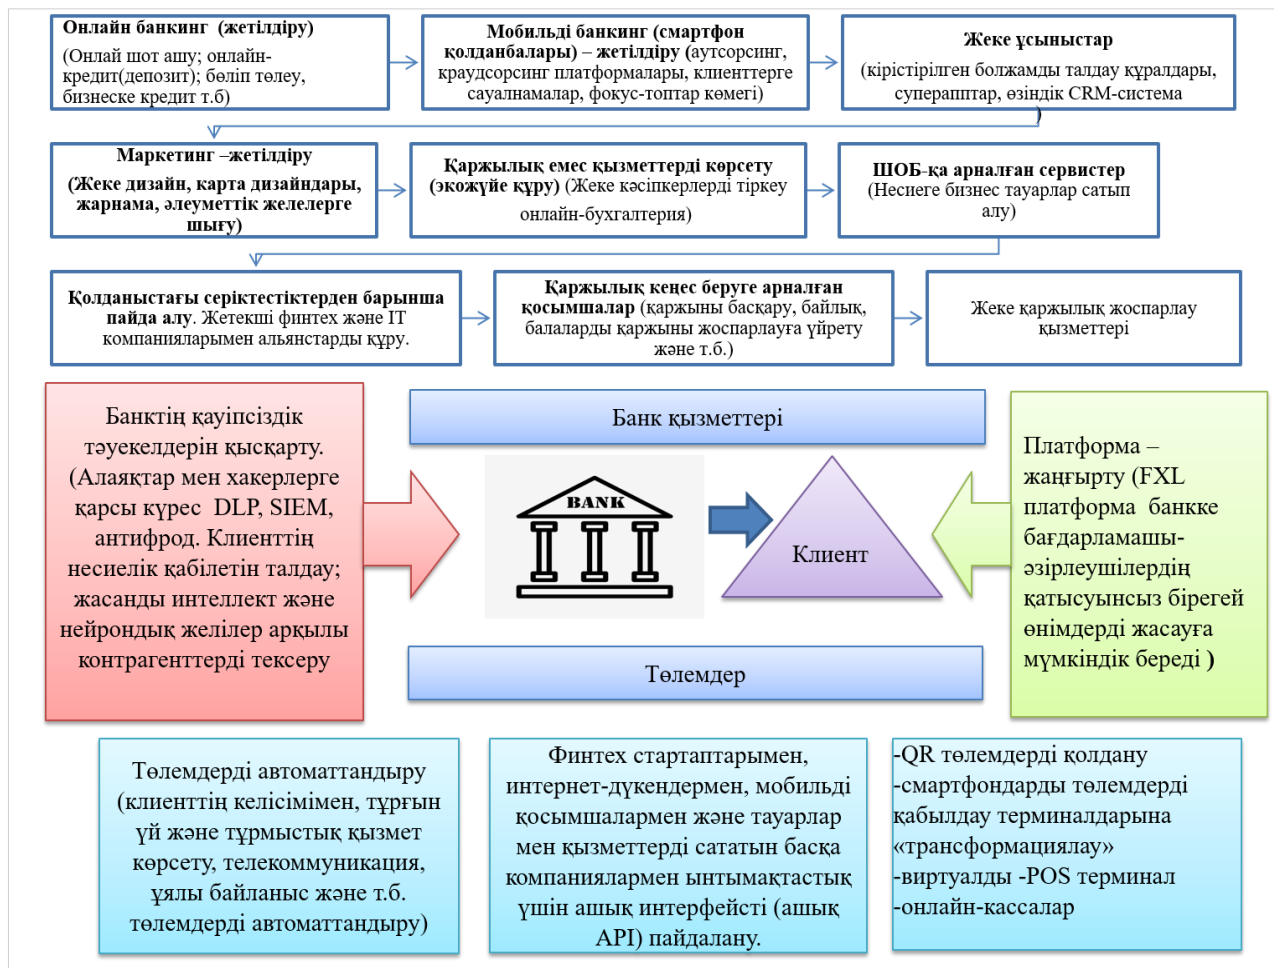 Онлайн банкинг (жетілдіру)
(Онлай шот ашу; онлайн-
кредит(депозит); бөліп төлеу,
бизнеске кредит т.б)
Мобильді банкинг (смартфон
қолданбалары) – жетілдіру (аутсорсинг,
краудсорсинг платформалары, клиенттерге
сауалнамалар, фокус-топтар көмегі)
Жеке ұсыныстар
(кірістірілген болжамды талдау құралдары,
суперапптар, өзіндік CRM-система
)
Маркетинг –жетілдіру
(Жеке дизайн, карта дизайндары,
жарнама, әлеуметтік желелерге
шығу)
Қаржылық емес қызметтерді көрсету
(экожүйе құру) (Жеке кәсіпкерлерді тіркеу
онлайн-бухгалтерия)
ШОБ-қа арналған сервистер
(Несиеге бизнес тауарлар сатып
алу)
Қолданыстағы серіктестіктерден барынша
пайда алу. Жетекші финтех және IT
компанияларымен альянстарды құру.
Қаржылық кеңес беруге арналған
қосымшалар (қаржыны басқару, байлық,
балаларды қаржыны жоспарлауға үйрету
және т.б.)
Жеке қаржылық жоспарлау
қызметтері
Банктің қауіпсіздік
тәуекелдерін қысқарту.
(Алаяқтар мен хакерлерге
қарсы күрес DLP, SIEM,
антифрод. Клиенттің
несиелік қабілетін талдау;
жасанды интеллект және
нейрондық желілер арқылы
контрагенттерді тексеру
Банк қызметтері
BANK
Клиент
Төлемдер
Платформа –
жаңғырту (FXL
платформа банкке
бағдарламашы-
әзірлеушілердің
қатысуынсыз бірегей
өнімдерді жасауға
мүмкіндік береді )
Төлемдерді автоматтандыру
(клиенттің келісімімен, тұрғын
үй және тұрмыстық қызмет
көрсету, телекоммуникация,
ұялы байланыс және т.б.
төлемдерді автоматтандыру)
Финтех стартаптарымен,
интернет-дүкендермен, мобильді
қосымшалармен және тауарлар
мен қызметтерді сататын басқа
компаниялармен ынтымақтастық
үшін ашық интерфейсті (ашық
API) пайдалану.
-QR төлемдерді қолдану
-смартфондарды төлемдерді
қабылдау терминалдарына
«трансформациялау»
-виртуалды -POS терминал
-онлайн-кассалар